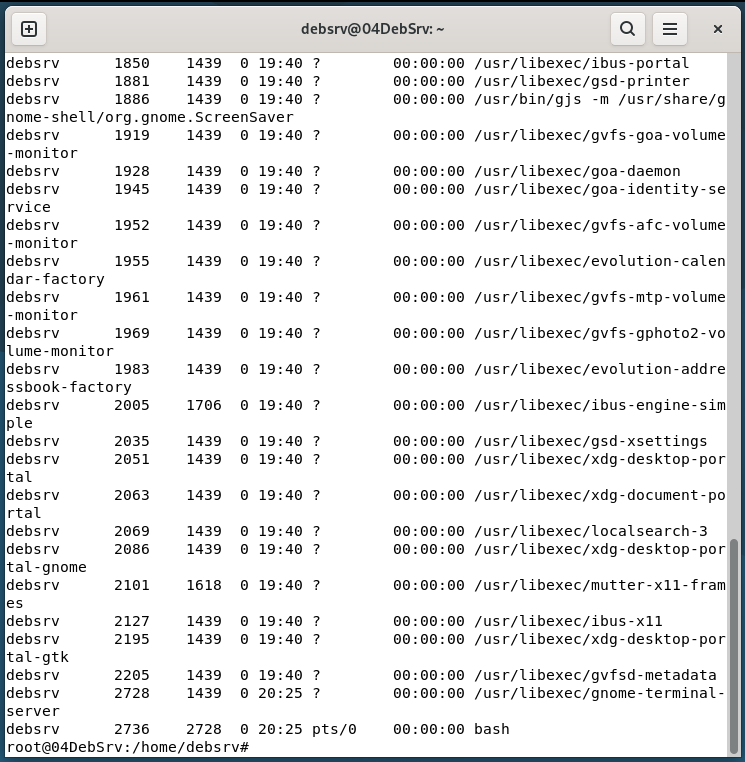 debsrv@04DebSrv: ~
debsrv      1850    1439  0 19:40 ?        00:00:00 /usr/libexec/ibus-portal
debsrv      1881    1439  0 19:40 ?        00:00:00 /usr/libexec/gsd-printer
debsrv      1886    1439  0 19:40 ?        00:00:00 /usr/bin/gjs -m /usr/share/g
nome-shell/org.gnome.ScreenSaver
debsrv      1919    1439  0 19:40 ?        00:00:00 /usr/libexec/gvfs-goa-volume
-monitor
debsrv      1928    1439  0 19:40 ?        00:00:00 /usr/libexec/goa-daemon
debsrv      1945    1439  0 19:40 ?        00:00:00 /usr/libexec/goa-identity-se
rvice
debsrv      1952    1439  0 19:40 ?        00:00:00 /usr/libexec/gvfs-afc-volume
-monitor
debsrv      1955    1439  0 19:40 ?        00:00:00 /usr/libexec/evolution-calen
dar-factory
debsrv      1961    1439  0 19:40 ?        00:00:00 /usr/libexec/gvfs-mtp-volume
-monitor
debsrv      1969    1439  0 19:40 ?        00:00:00 /usr/libexec/gvfs-gphoto2-vo
lume-monitor
debsrv      1983    1439  0 19:40 ?        00:00:00 /usr/libexec/evolution-addre
ssbook-factory
debsrv      2005    1706  0 19:40 ?        00:00:00 /usr/libexec/ibus-engine-sim
ple
debsrv      2035    1439  0 19:40 ?        00:00:00 /usr/libexec/gsd-xsettings
debsrv      2051    1439  0 19:40 ?        00:00:00 /usr/libexec/xdg-desktop-por
tal
debsrv      2063    1439  0 19:40 ?        00:00:00 /usr/libexec/xdg-document-po
rtal
debsrv      2069    1439  0 19:40 ?        00:00:00 /usr/libexec/localsearch-3
debsrv      2086    1439  0 19:40 ?        00:00:00 /usr/libexec/xdg-desktop-por
tal-gnome
debsrv      2101    1618  0 19:40 ?        00:00:00 /usr/libexec/mutter-x11-fram
es
debsrv      2127    1439  0 19:40 ?        00:00:00 /usr/libexec/ibus-x11
debsrv      2195    1439  0 19:40 ?        00:00:00 /usr/libexec/xdg-desktop-por
tal-gtk
debsrv      2205    1439  0 19:40 ?        00:00:00 /usr/libexec/gvfsd-metadata
debsrv      2728    1439  0 20:25 ?        00:00:00 /usr/libexec/gnome-terminal-
server
debsrv      2736    2728  0 20:25 pts/0    00:00:00 bash
root@04DebSrv:/home/debsrv#